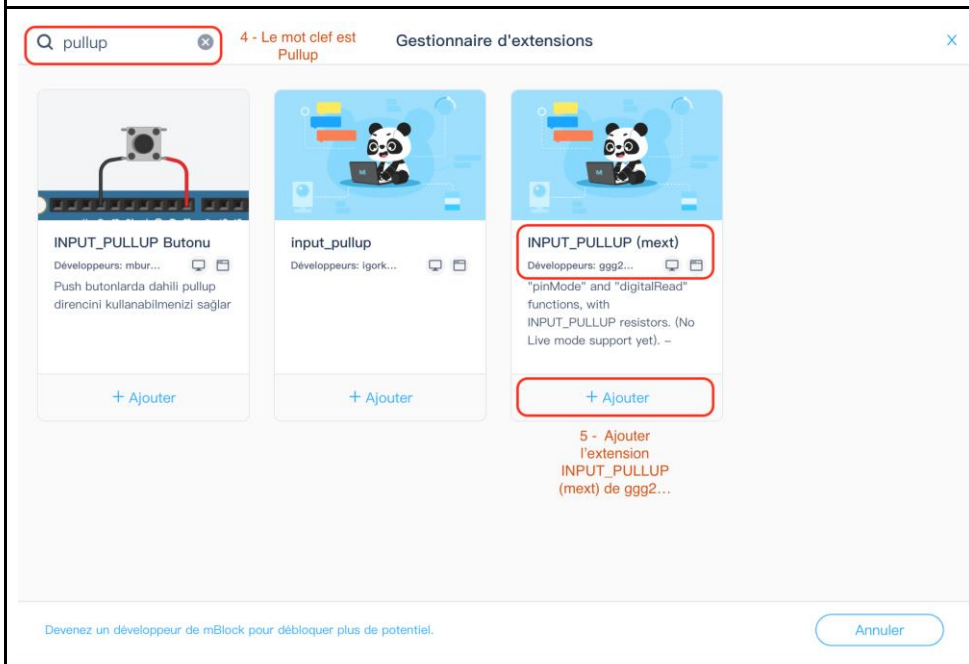 pullup
4 - Le mot clef est
Pullup
Gestionnaire d'extensions
X
INPUT_PULLUP Butonu
Développeurs: mbur...
Push butonlarda dahili pullup
direncini kullanabilmenizi sağlar
+ Ajouter
input_pullup
Développeurs: igork...
+ Ajouter
INPUT_PULLUP (mext)
Développeurs: ggg2...
"pinMode" and "digitalRead"
functions, with
INPUT_PULLUP resistors. (No
Live mode support yet). –
+ Ajouter
5 - Ajouter
l'extension
INPUT_PULLUP
(mext) de ggg2...
Devenez un développeur de mBlock pour débloquer plus de potentiel.
Annuler